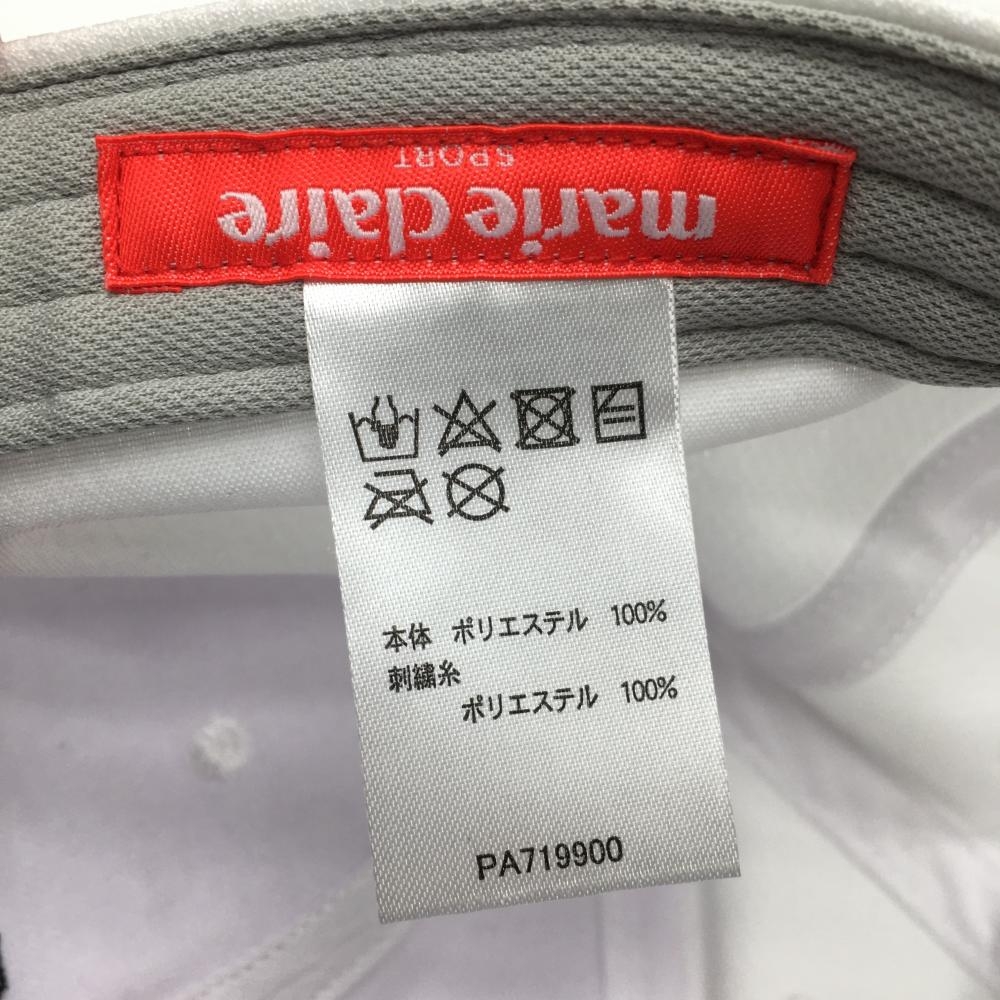 marie claire
SPORT
本体 ポリエステル 100%
刺繍糸
ポリエステル 100%
PA719900